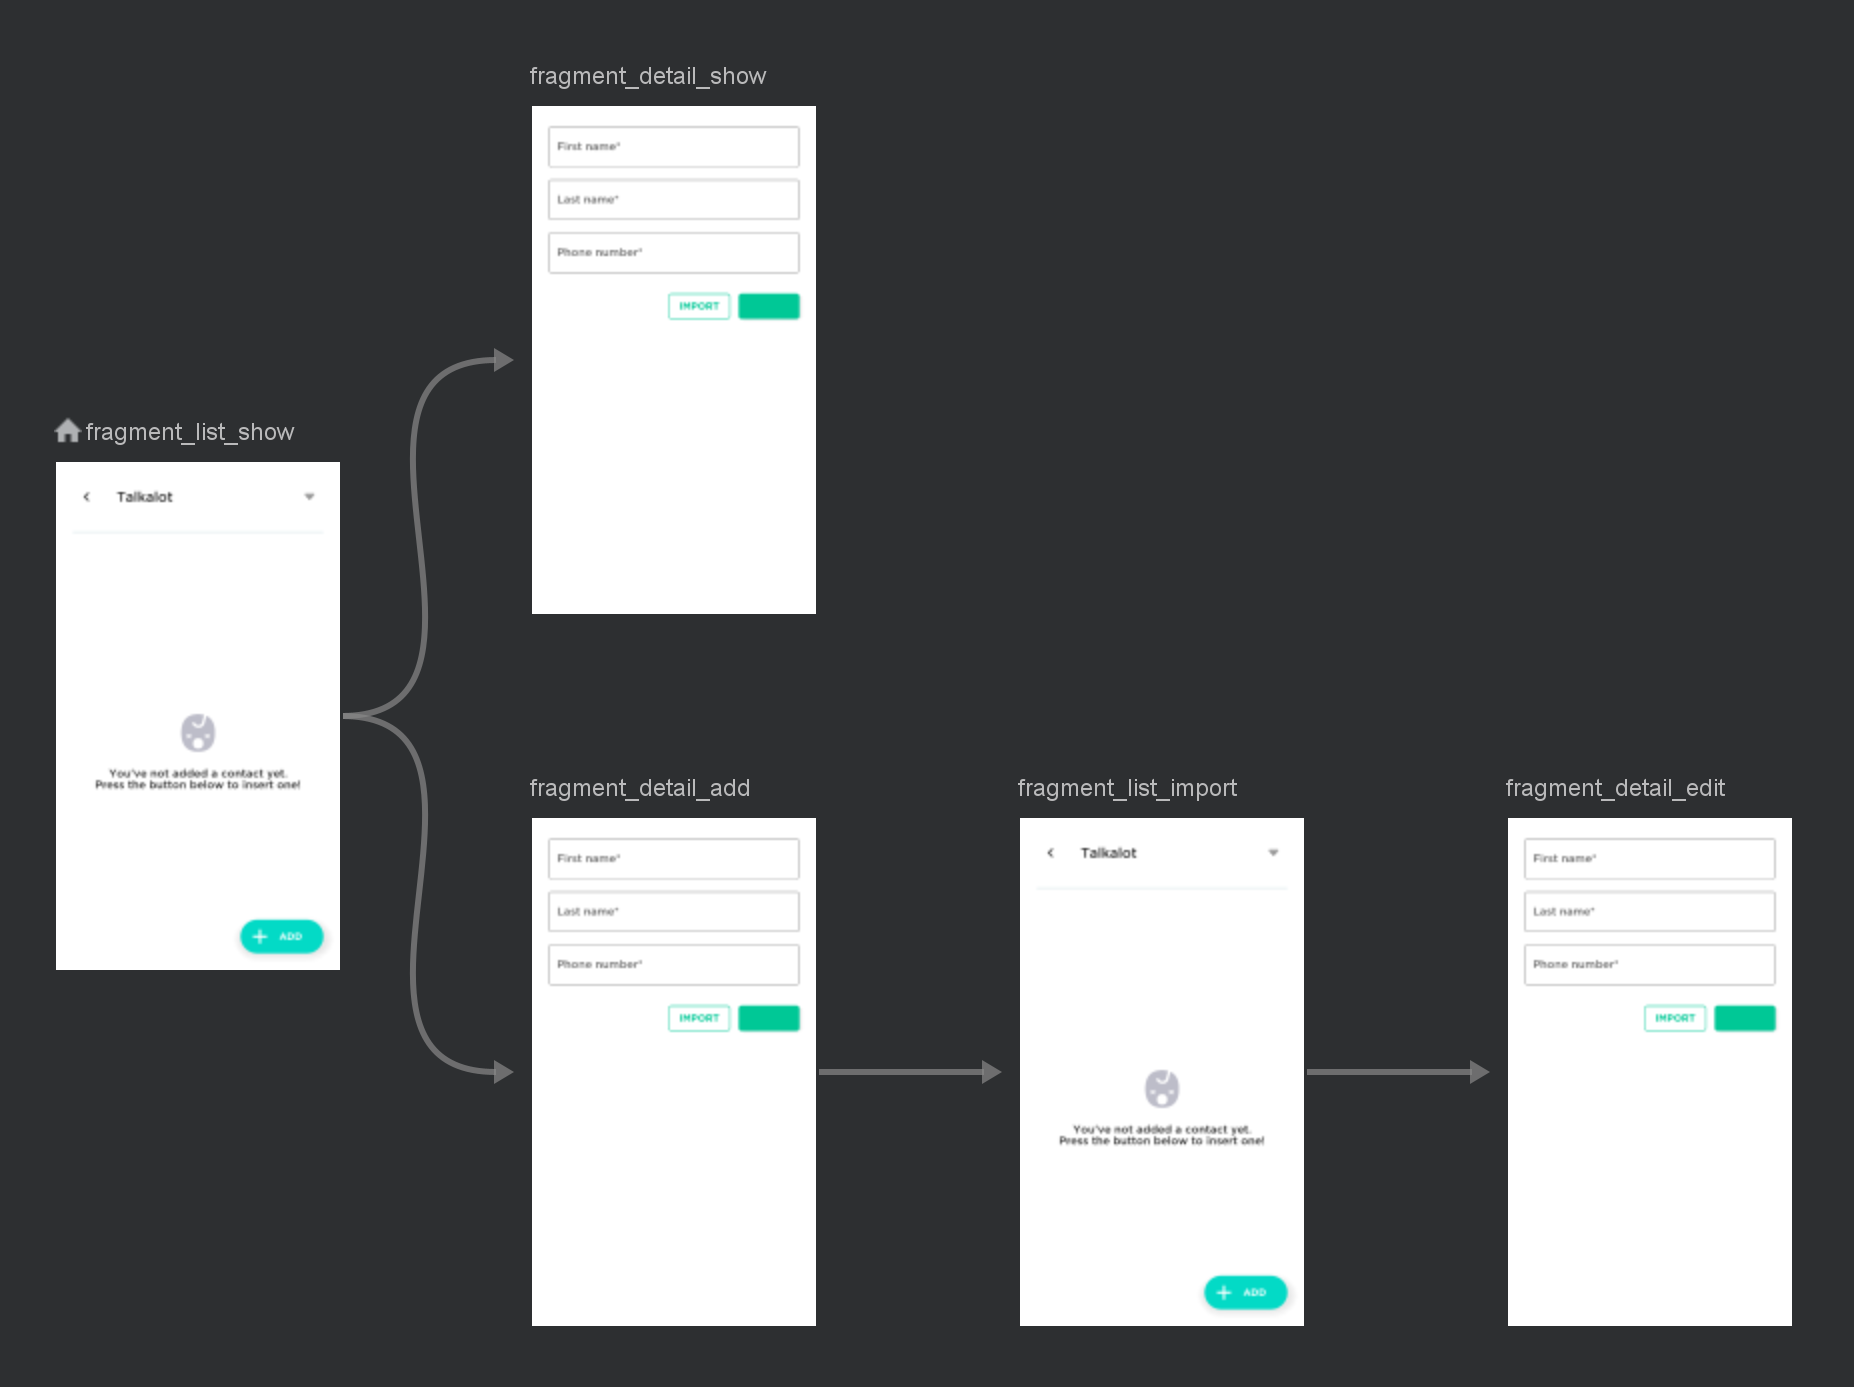 fragment_detail_show
First name*
Last name*
Phone number*
IMPORT
fragment_list_show
Talkalot
You've not added a contact yet.
Press the button below to insert one!
ADD
fragment_detail_add
First name*
Last name*
Phone number*
IMPORT
fragment_list_import
Talkalot
You've not added a contact yet.
Press the button below to insert one!
ADD
fragment_detail_edit
First name*
Last name*
Phone number*
IMPORT